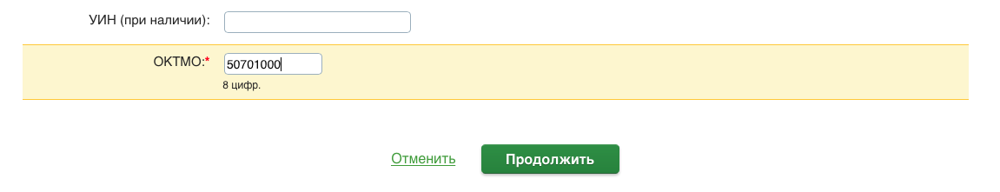 УИН (при наличии):
ОКТМО:* 50701000
8 цифр.
Отменить Продолжить